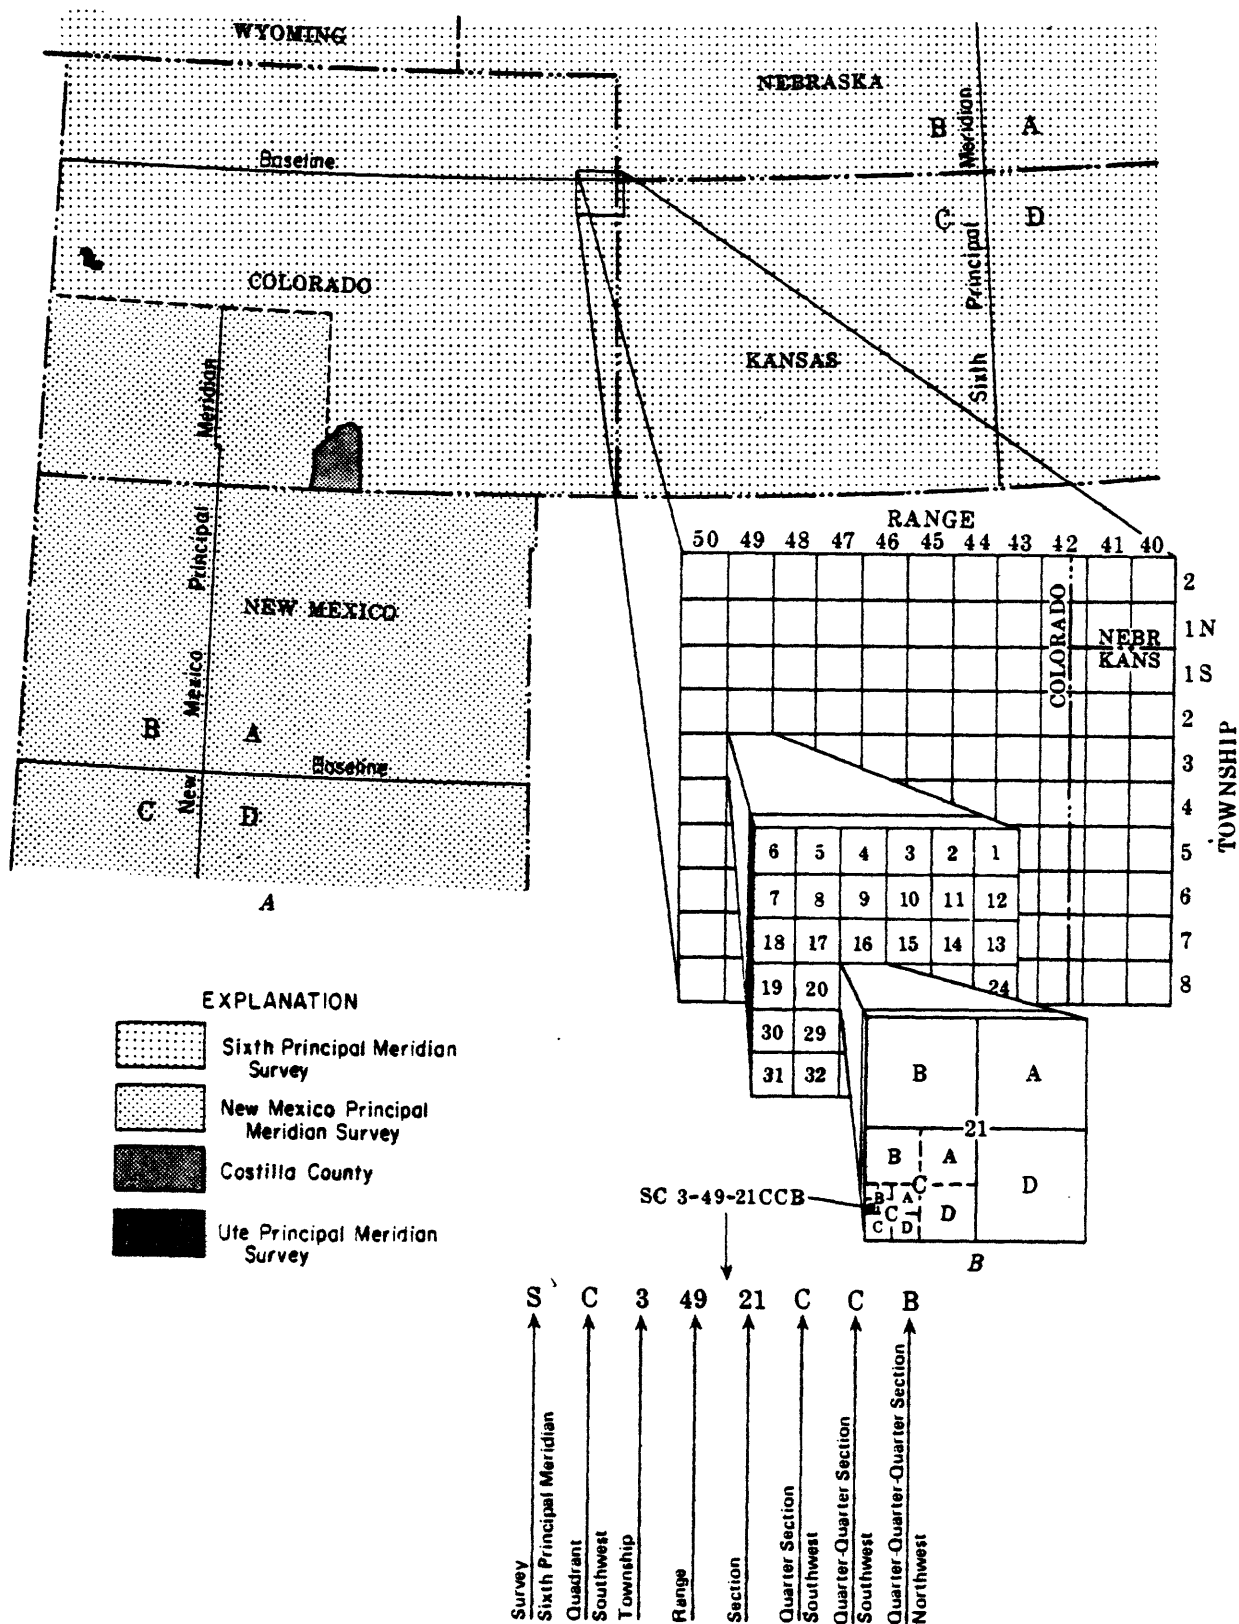 WYOMING
NEBRASKA
B Meridian A
Baseline
C D
Principal
COLORADO
KANSAS
Sixth
Meridian
Principal
NEW MEXICO
Mexico
B A
Baseline
New
C D
A
RANGE
50 49 48 47 46 45 44 43 42 41 40
2
1 N
1 S
2
3
4
5
6
7
8
TOWNSHIP
COLORADO
NEBR
KANS
6 5 4 3 2 1
7 8 9 10 11 12
18 17 16 15 14 13
19 20 24
30 29
31 32
B A
21
B A
C
D
D
B A
C
C D
SC 3-49-21CCB
B
EXPLANATION
Sixth Principal Meridian
Survey
New Mexico Principal
Meridian Survey
Costilla County
Ute Principal Meridian
Survey
S C 3 49 21 C C B
Survey
Sixth Principal Meridian
Quadrant
Southwest
Township
Range
Section
Quarter Section
Southwest
Quarter-Quarter Section
Southwest
Quarter-Quarter-Quarter Section
Northwest